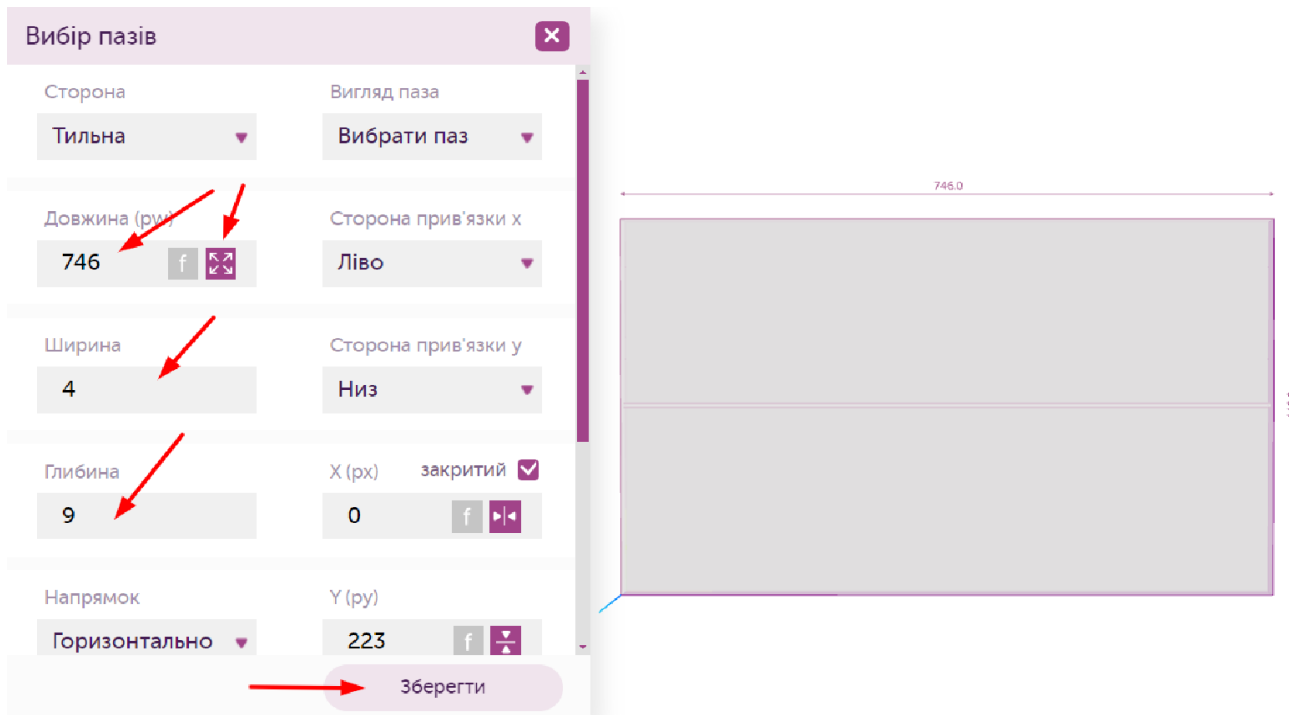 Вибір пазів
Сторона
Вигляд паза
Тильна
Вибрати паз
Довжина (pw)
Сторона прив'язки x
746
f
Ліво
Ширина
Сторона прив'язки y
4
Низ
Глибина
X (px)
закритий
9
0
f
Напрямок
Y (py)
Горизонтально
223
f
Зберегти
746.0